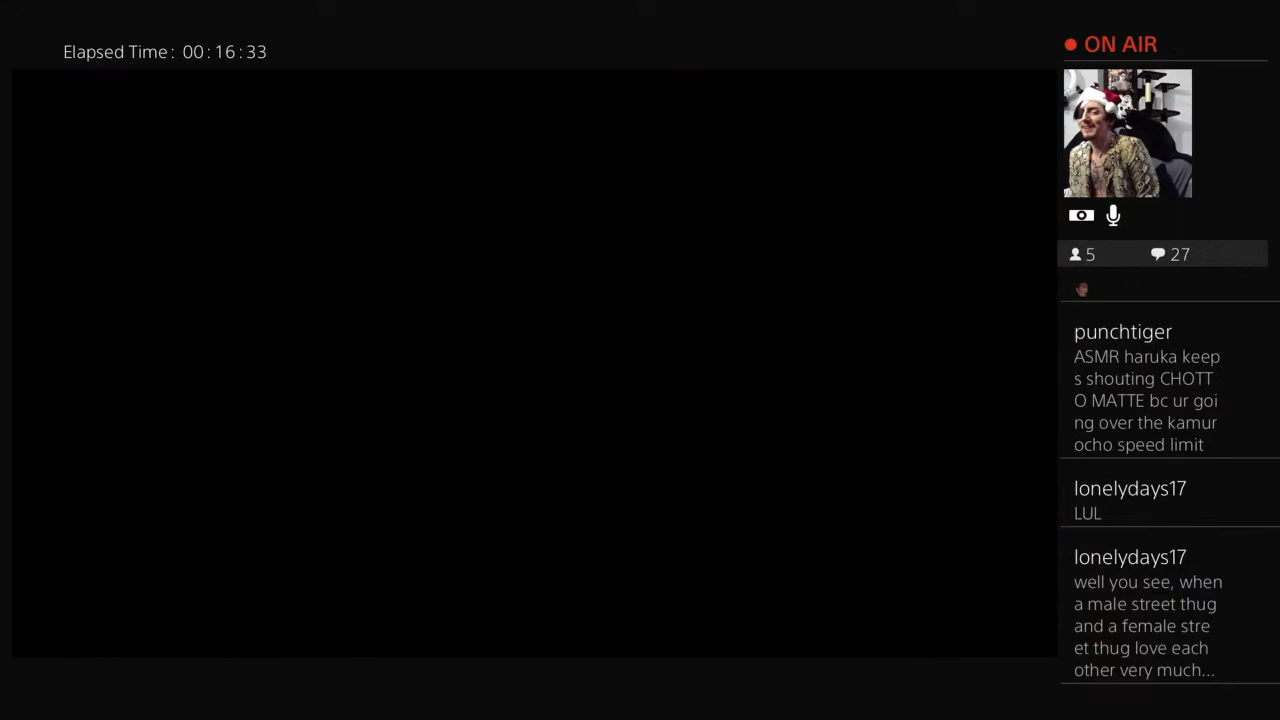 Elapsed Time: 00:16:33
ON AIR
5
27
punchtiger
ASMR haruka keep
s shouting CHOTT
O MATTE bc ur goi
ng over the kamur
ocho speed limit
lonelydays17
LUL
lonelydays17
well you see, when
a male street thug
and a female stre
et thug love each
other very much...